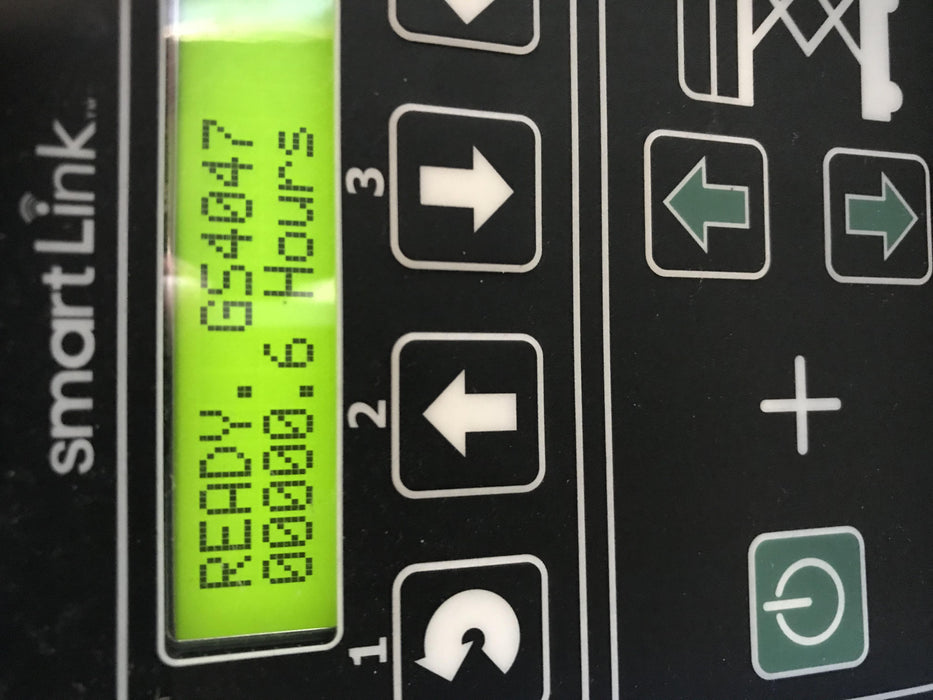 smartLink
READY. GS4047
00000.6 Hours
1 2 3